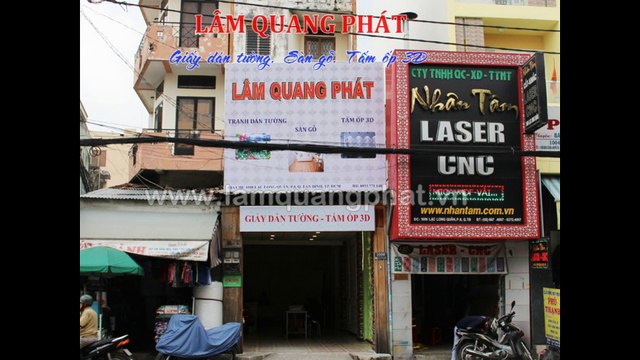 LÂM QUANG PHÁT
Giấy dán tường, Sàn gỗ, Tấm ốp 3D
LÂM QUANG PHÁT
TRANH DÁN TƯỜNG
TẤM ỐP 3D
SÀN GỖ
GIẤY DÁN TƯỜNG - TẤM ỐP 3D
www.lamquangphat.vn
CTY TNHH QC-XD-TTNT
Nhân Tâm
LASER
CNC
www.nhantam.com.vn
LASER - CNC